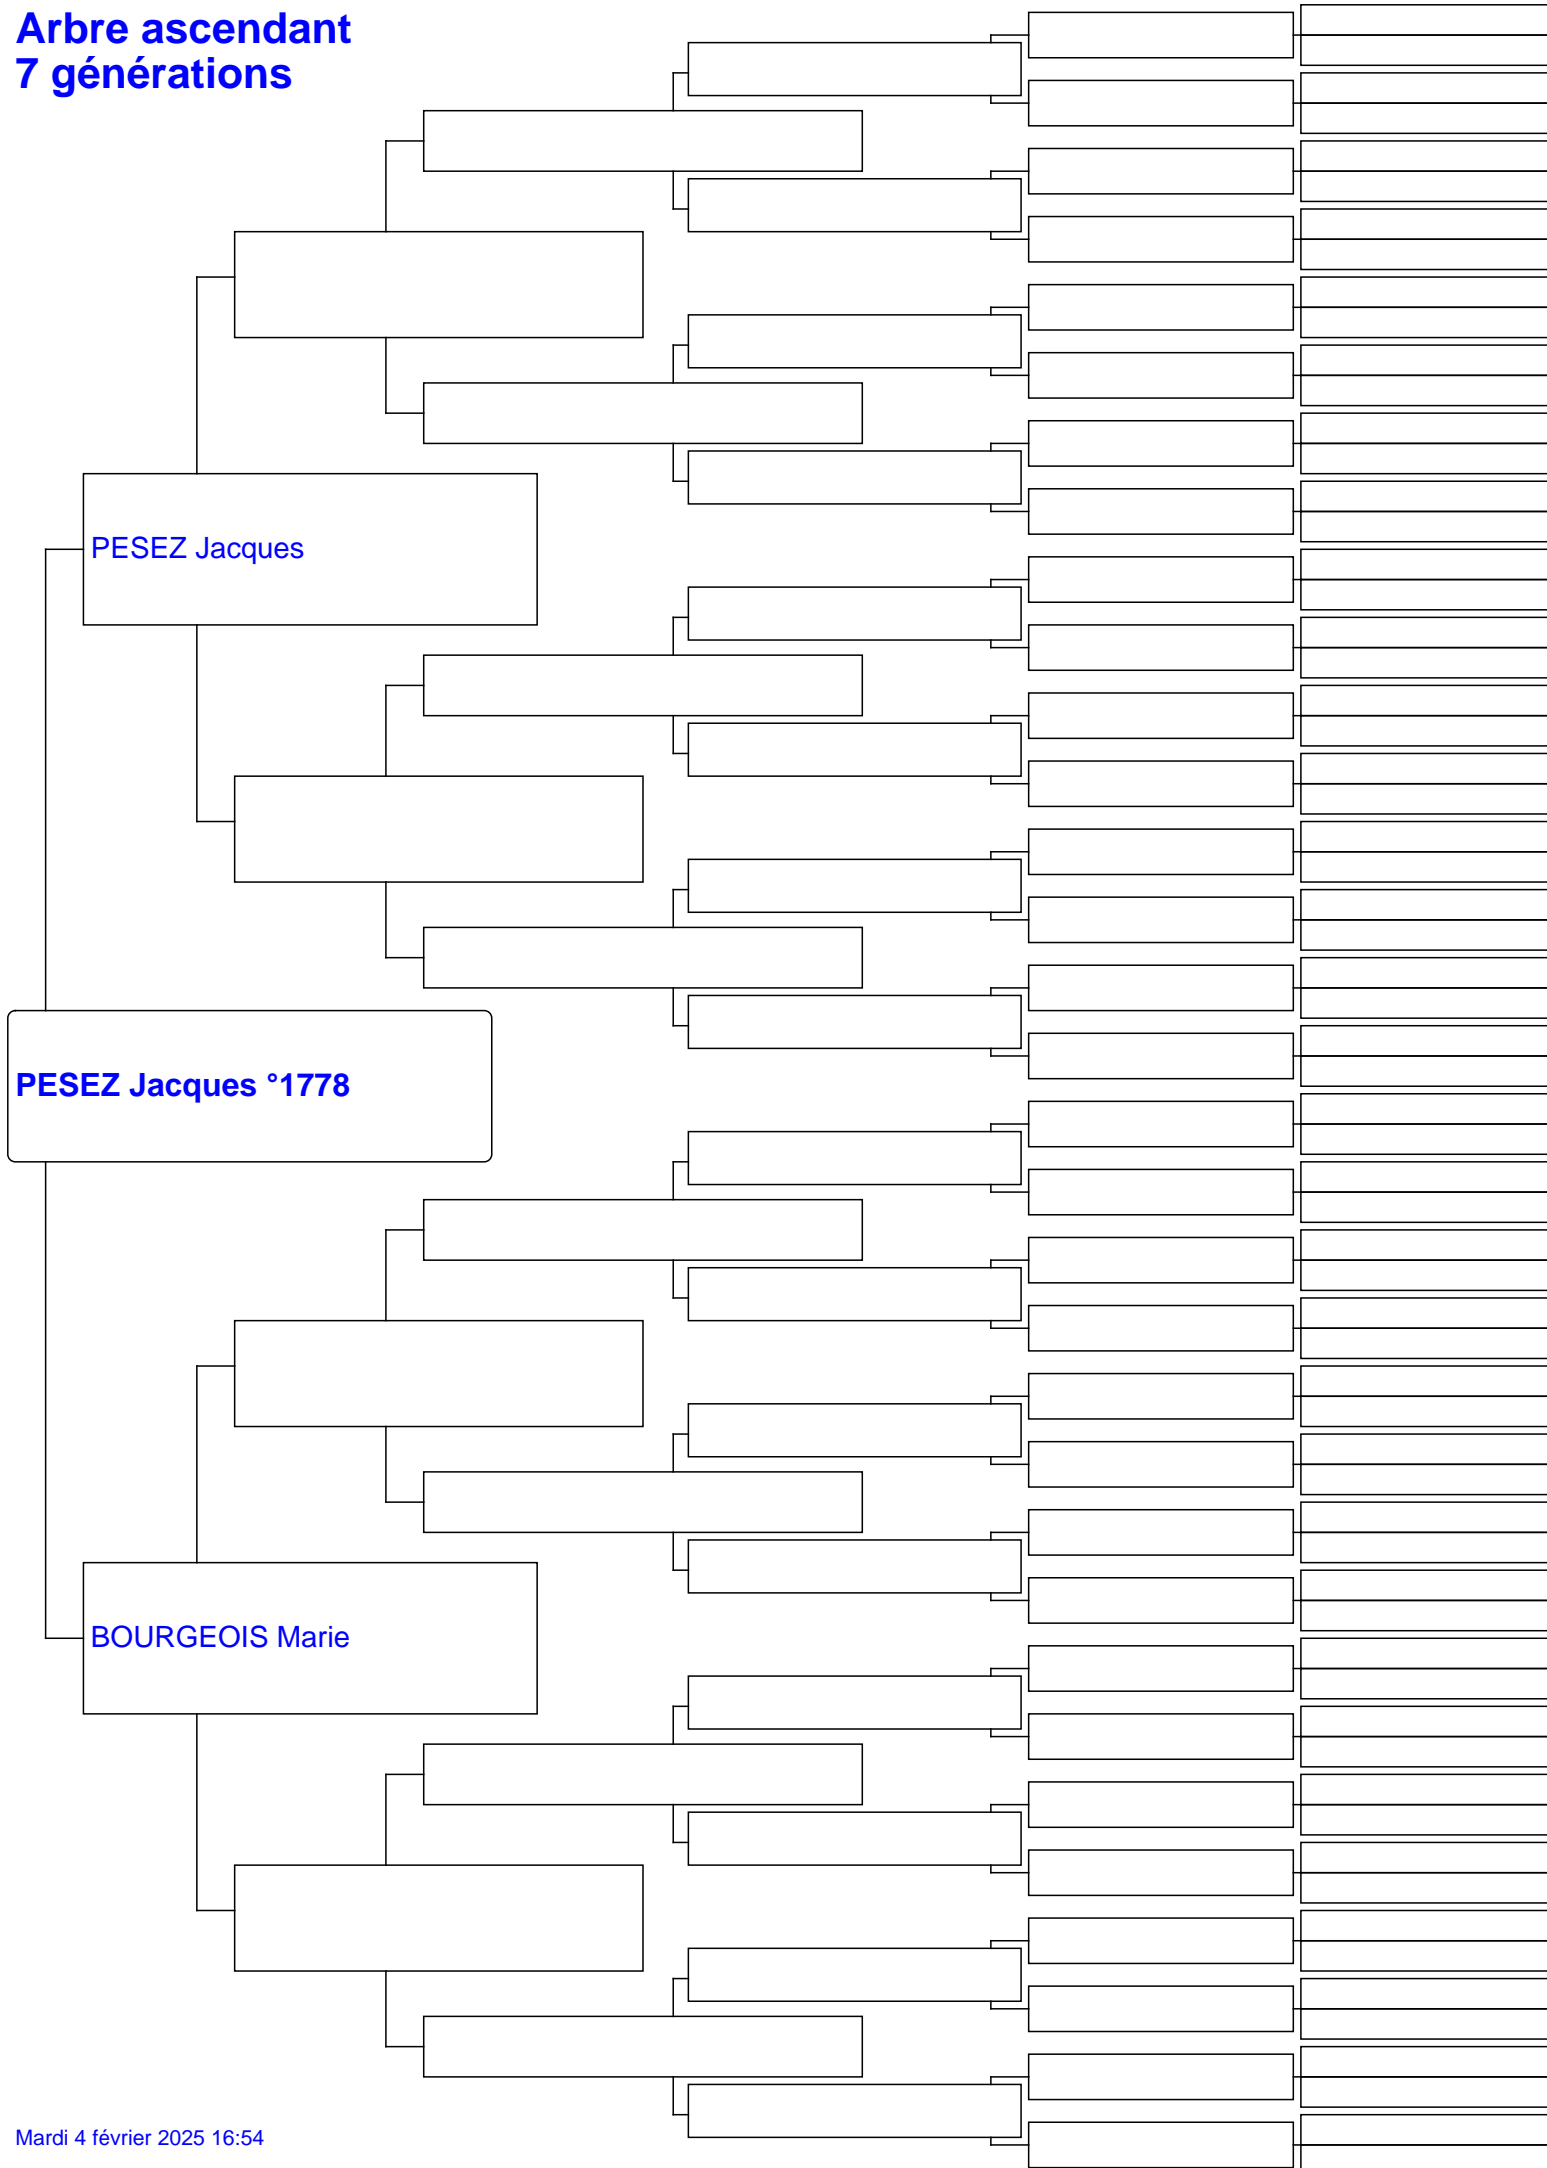 Arbre ascendant
7 générations
PESEZ Jacques
PESEZ Jacques °1778
BOURGEOIS Marie
Mardi 4 février 2025 16:54